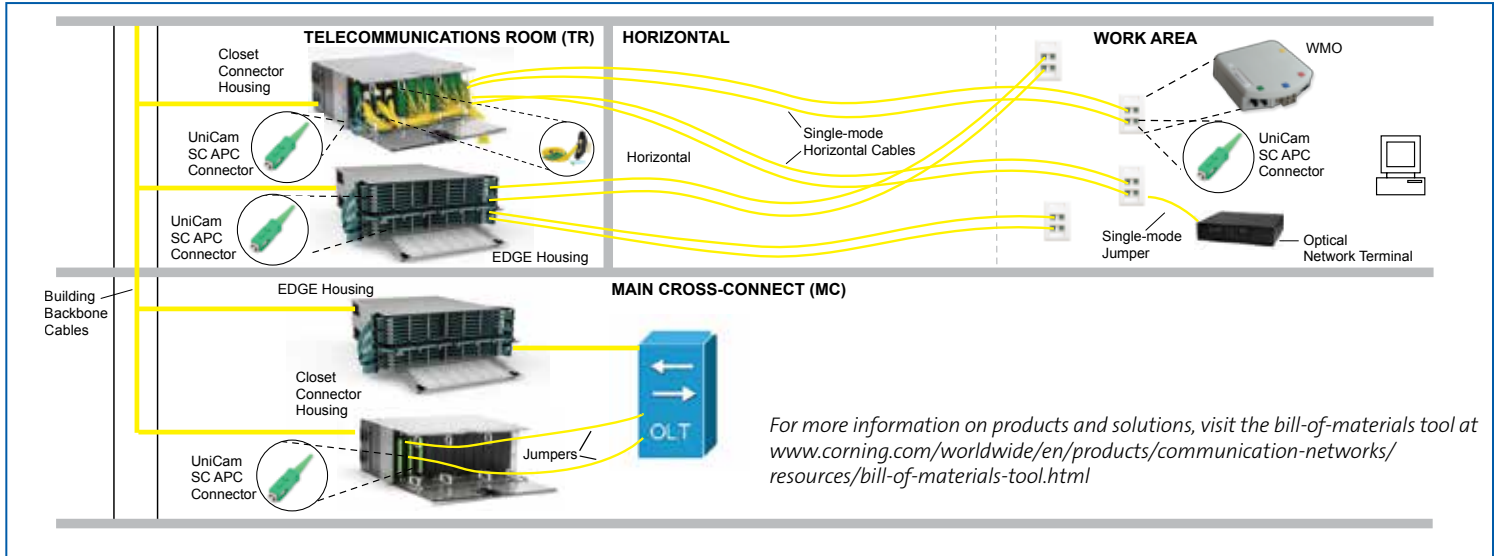 TELECOMMUNICATIONS ROOM (TR)
HORIZONTAL
WORK AREA
Closet
Connector
Housing
WMO
UniCam
SC APC
Connector
Single-mode
Horizontal Cables
Horizontal
UniCam
SC APC
Connector
UniCam
SC APC
Connector
EDGE Housing
Single-mode
Jumper
Optical
Network Terminal
Building
Backbone
Cables
EDGE Housing
MAIN CROSS-CONNECT (MC)
Closet
Connector
Housing
OLT
Jumpers
UniCam
SC APC
Connector
For more information on products and solutions, visit the bill-of-materials tool at
www.corning.com/worldwide/en/products/communication-networks/
resources/bill-of-materials-tool.html